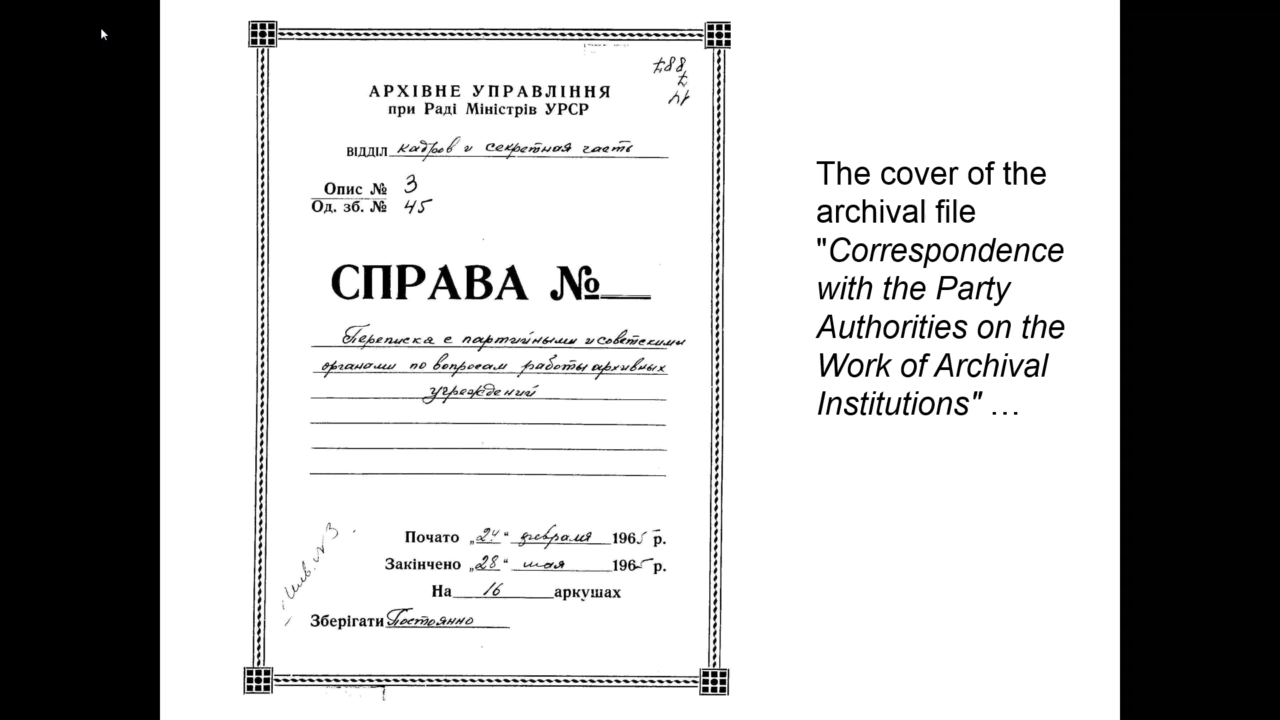 АРХІВНЕ УПРАВЛІННЯ
при Раді Міністрів УРСР
ВІДДІЛ кадров и секретная часть
Опис № 3
Од. зб. № 45
СПРАВА №
Переписка с партийными и советскими
органами по вопросам работы архивных
учреждений
Почато „24“ февраля 1965 р.
Закінчено „28“ мая 1965 р.
На 16 аркушах
Зберігати Постоянно
The cover of the
archival file
"Correspondence
with the Party
Authorities on the
Work of Archival
Institutions" …